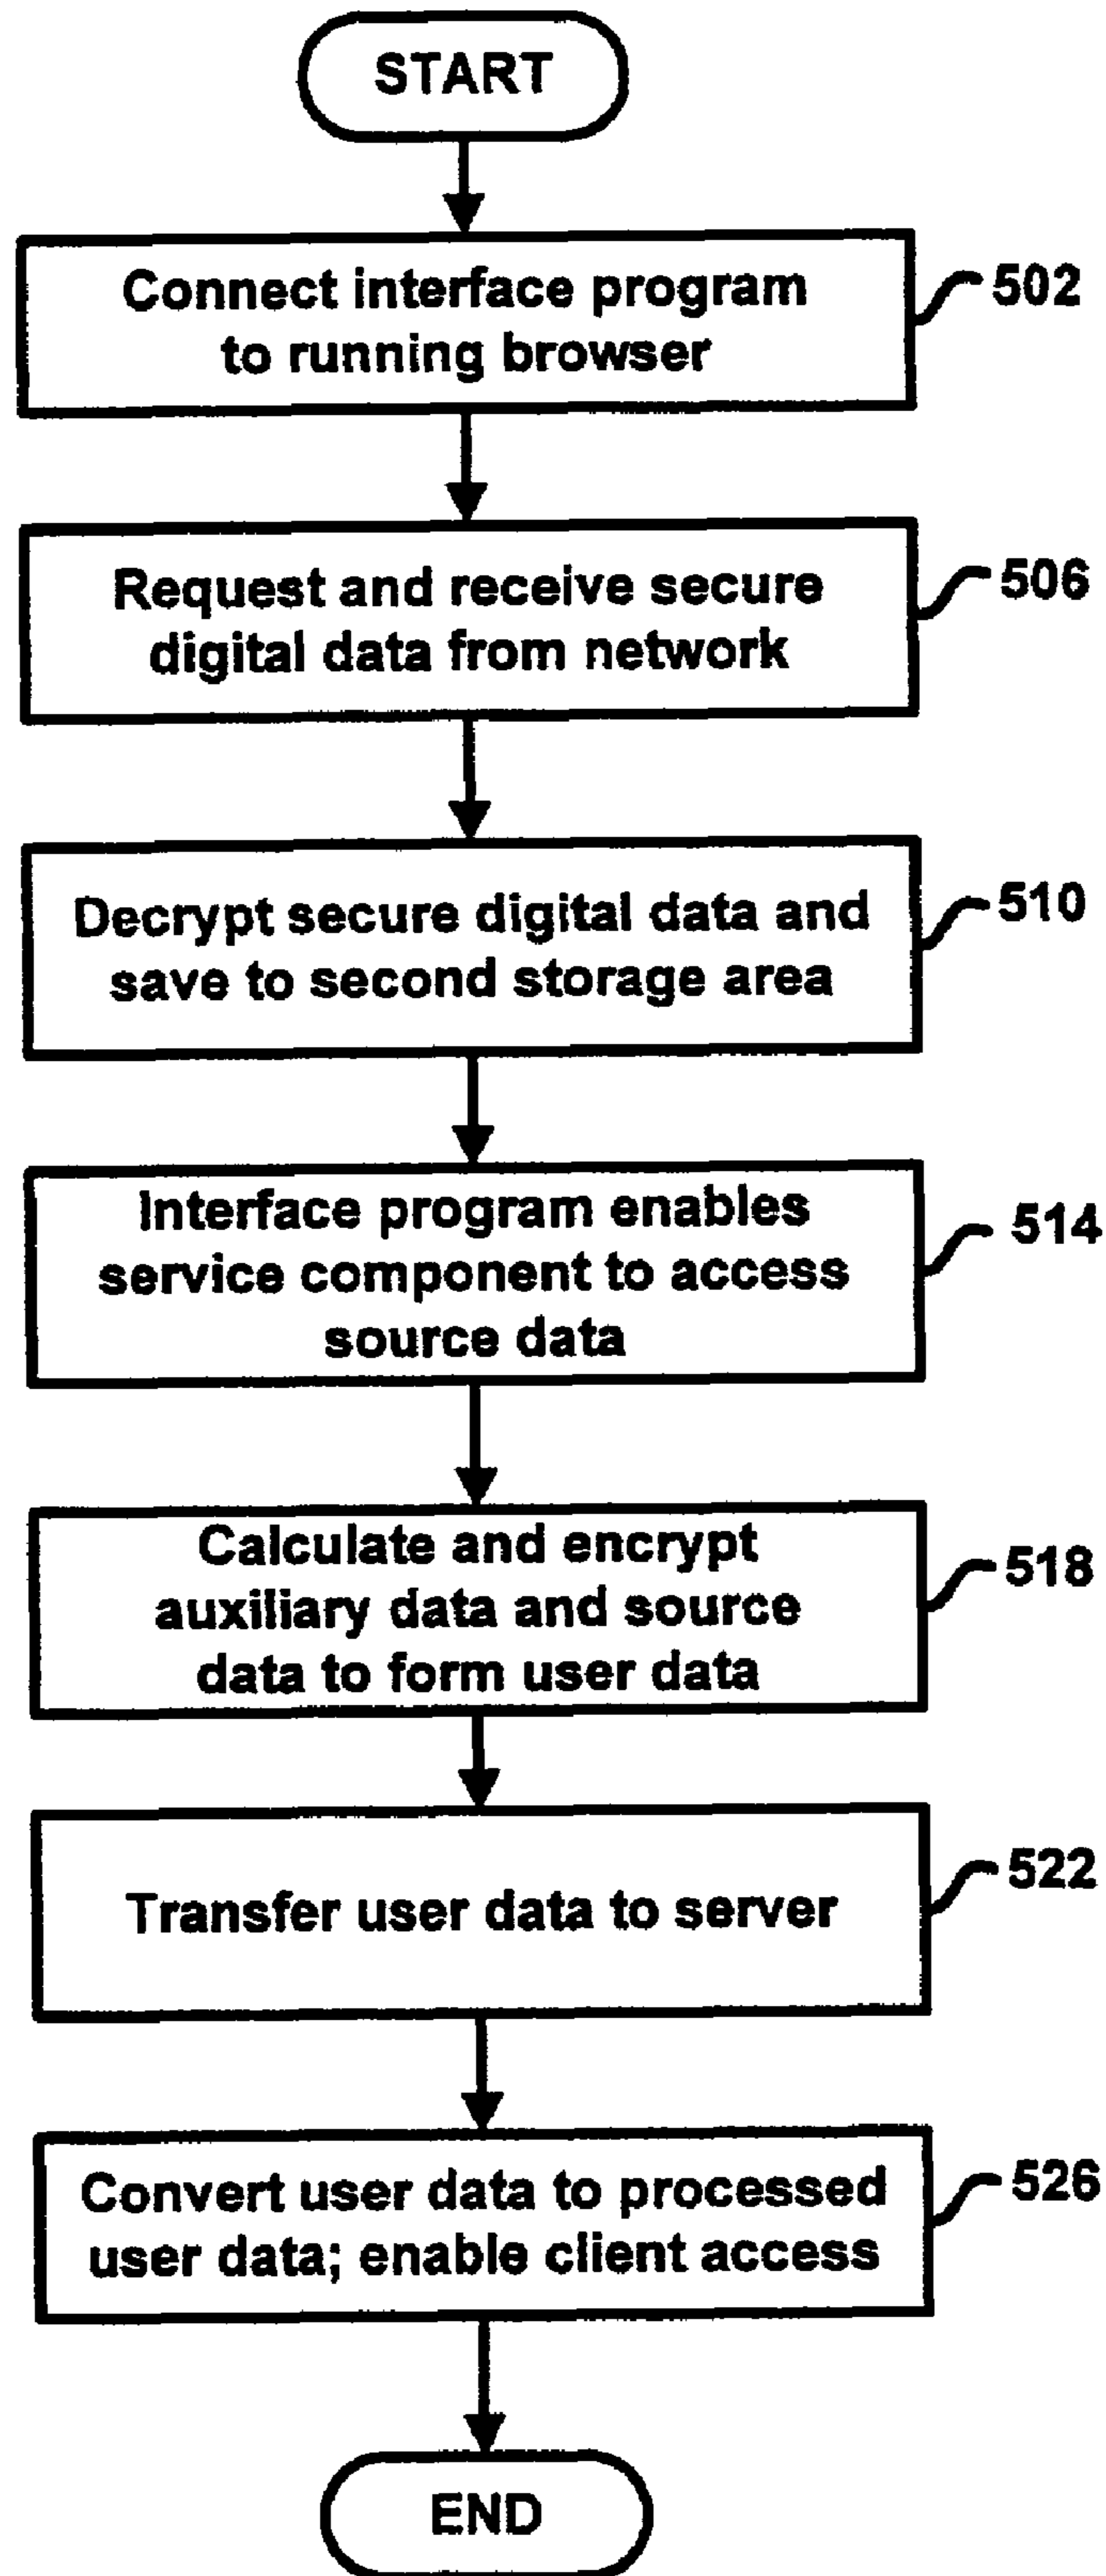 START
Connect interface program
to running browser
502
Request and receive secure
digital data from network
506
Decrypt secure digital data and
save to second storage area
510
Interface program enables
service component to access
source data
514
Calculate and encrypt
auxiliary data and source
data to form user data
518
Transfer user data to server
522
Convert user data to processed
user data; enable client access
526
END